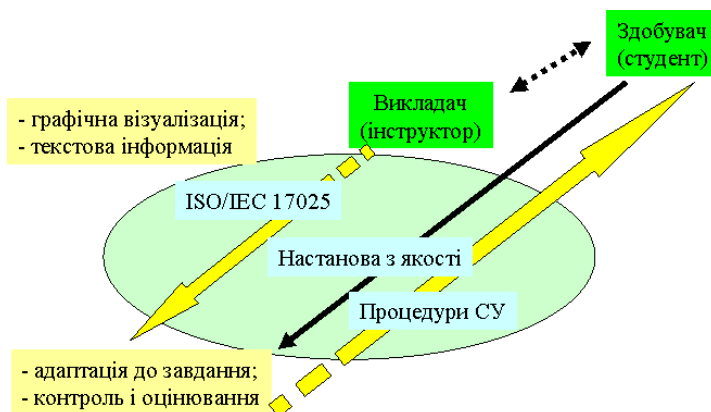 Здобувач
(студент)
Викладач
(інструктор)
- графічна візуалізація;
- текстова інформація
ISO/IEC 17025
Настанова з якості
Процедури СУ
- адаптація до завдання;
- контроль і оцінювання